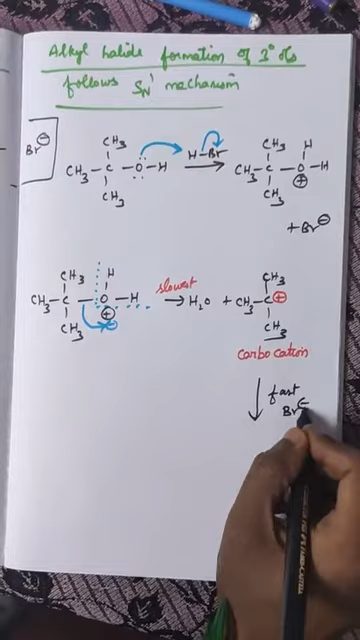 Alkyl halide formation of 3° ols
follows SN1 mechanism
Br⊖
CH3
CH3 – C – O – H
CH3
H – Br
CH3 H
CH3 – C – O – H
⊕
CH3
+ Br⊖
CH3 H
CH3 – C – O – H
⊕
CH3
slowest
→ H2O + CH3 – C ⊕
CH3
CH3
carbocation
fast
Br⊖